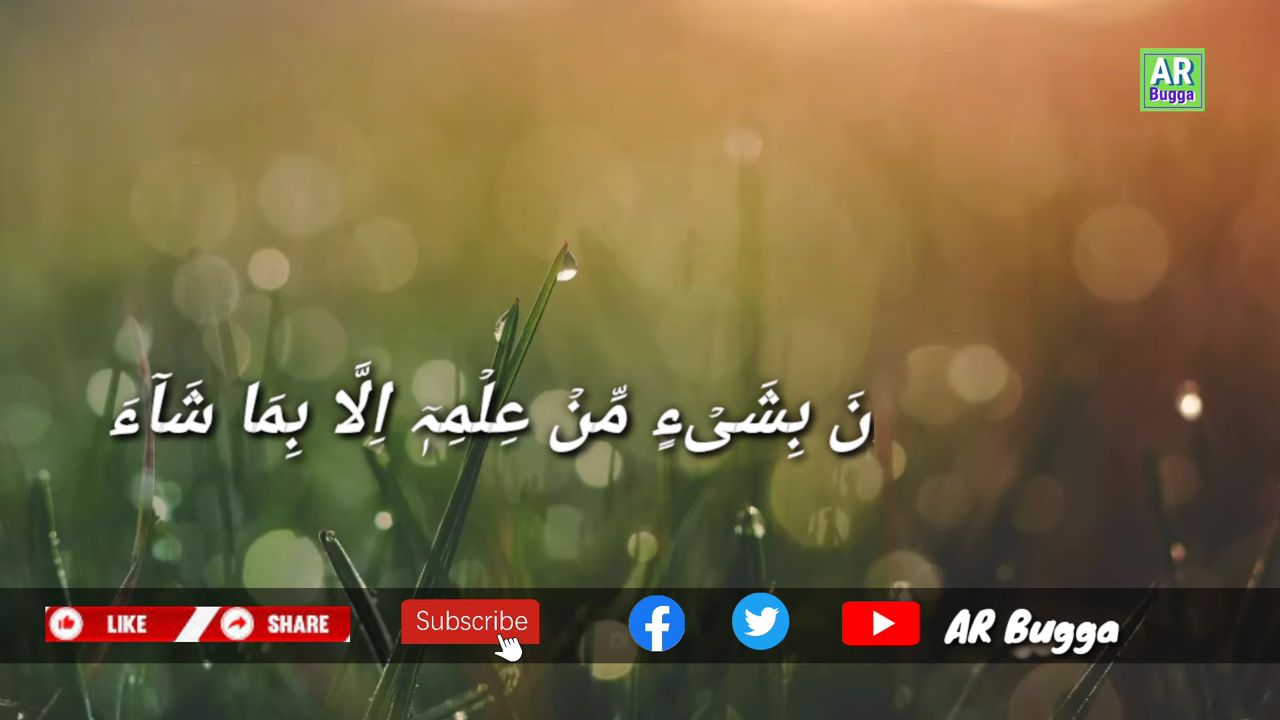 AR
Bugga
نَ بِشَیۡءٍ مِّنۡ عِلۡمِہٖۤ اِلَّا بِمَا شَآءَ
LIKE SHARE Subscribe AR Bugga